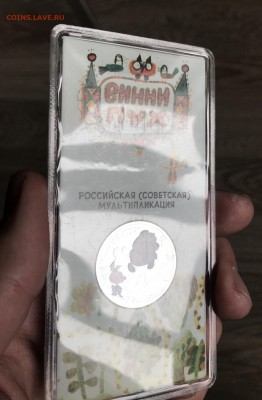 COINS.LAVE.RU
ВИННИ
ПУХ
РОССИЙСКАЯ (СОВЕТСКАЯ)
МУЛЬТИПЛИКАЦИЯ